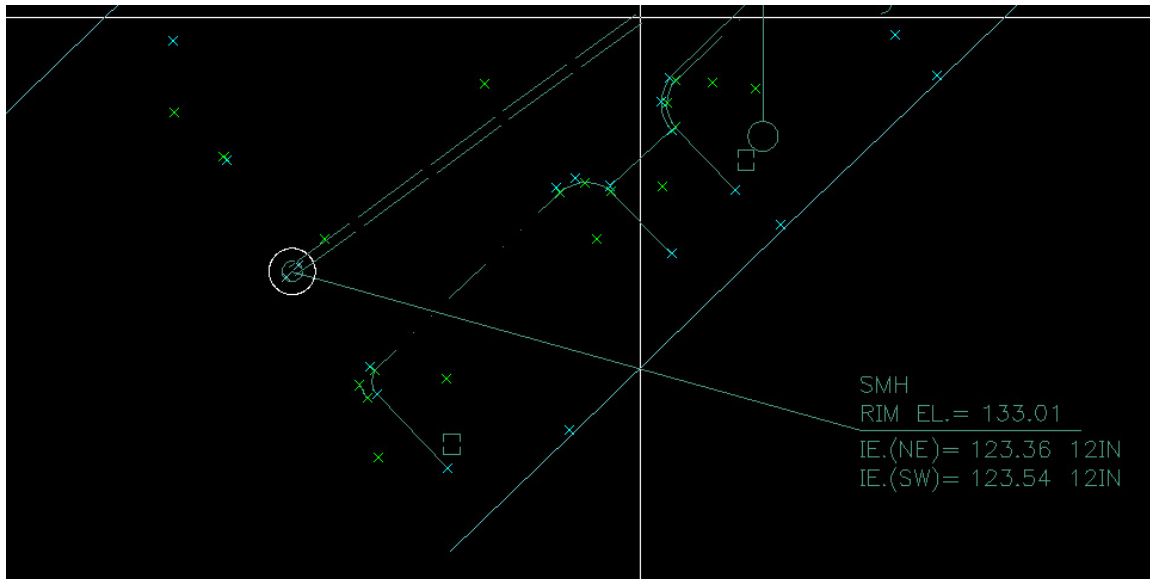 SMH
RIM EL.= 133.01
IE.(NE)= 123.36 12IN
IE.(SW)= 123.54 12IN